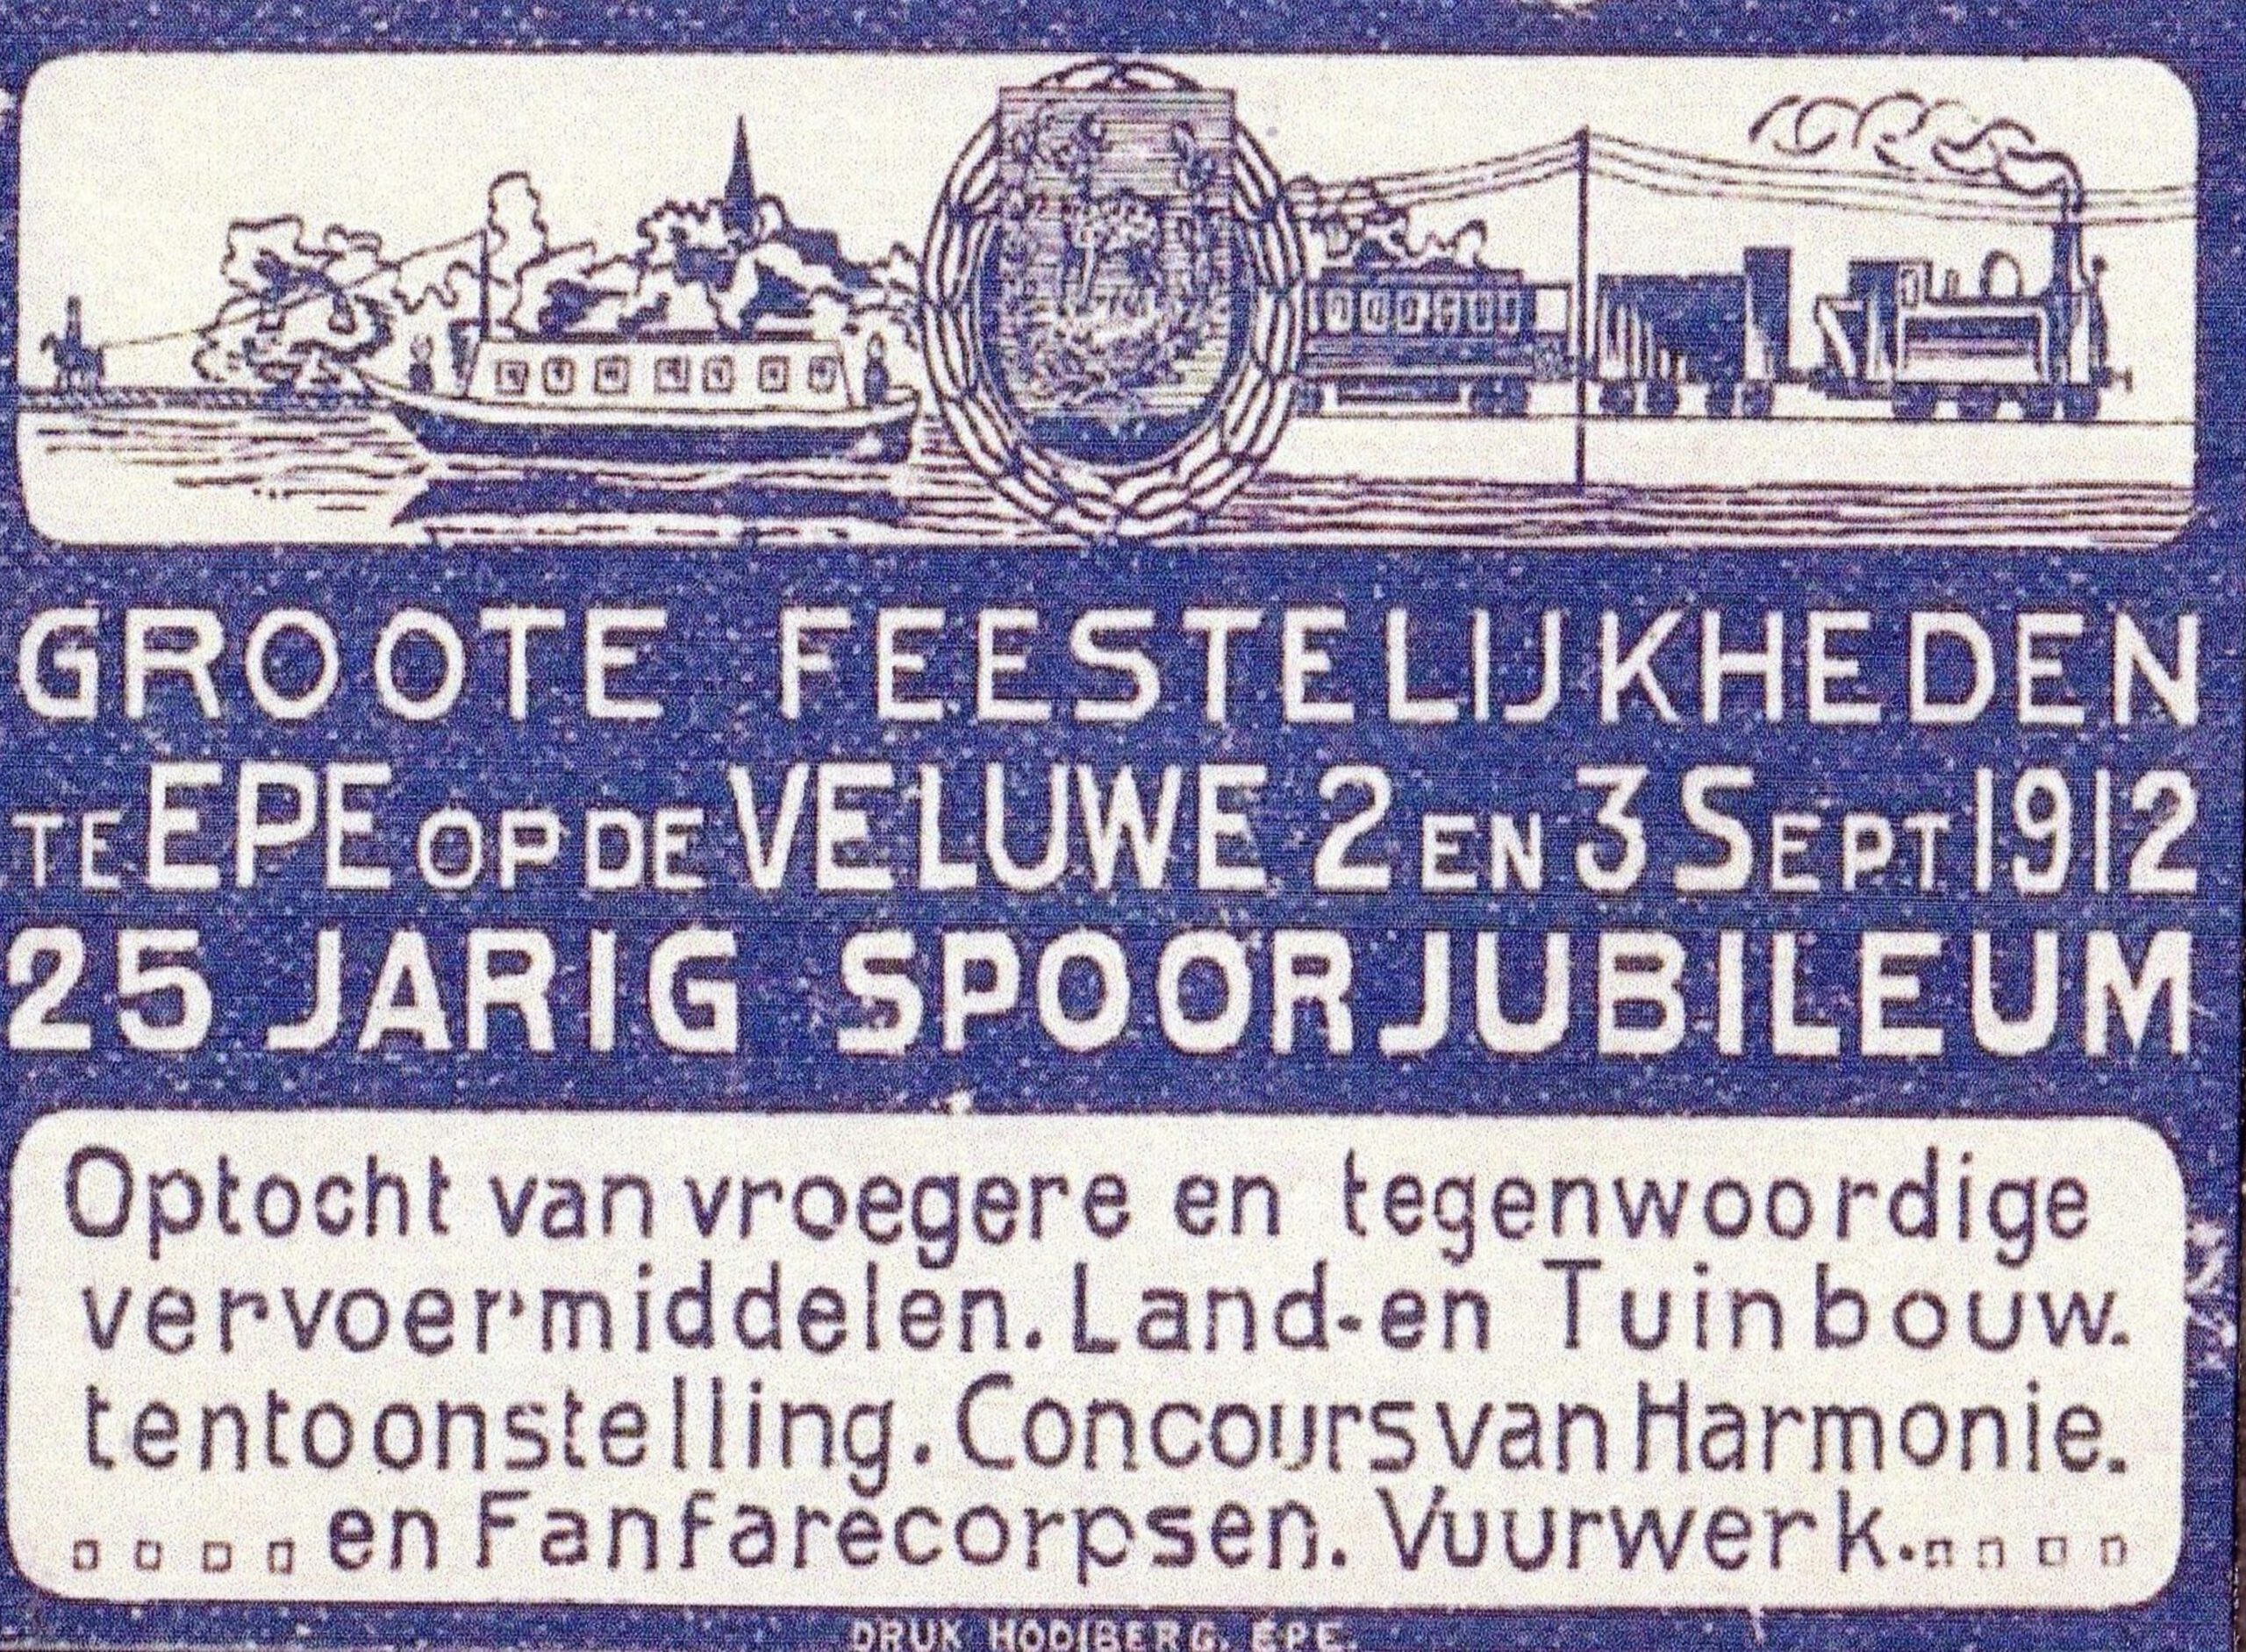 GROOTE FEESTELIJKHEDEN
TE EPE OP DE VELUWE 2 EN 3 SEPT 1912
25 JARIG SPOORJUBILEUM
Optocht van vroegere en tegenwoordige
vervoermiddelen. Land-en Tuinbouw-
tentoonstelling. Concours van Harmonie-
en Fanfarecorpsen. Vuurwerk.
DRUK HOOIBERG, EPE.